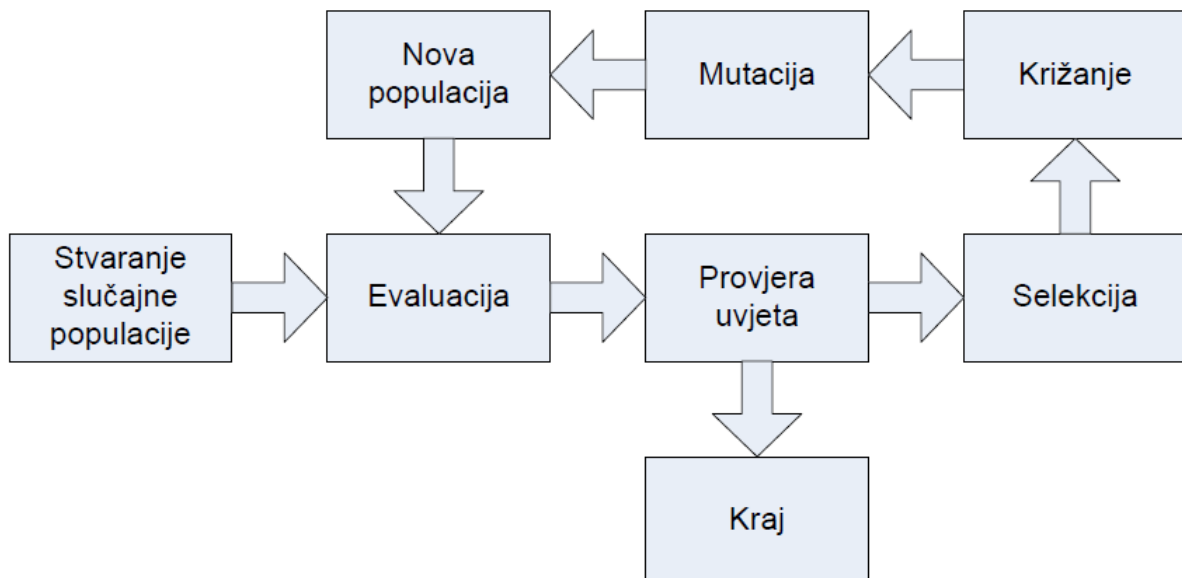 Nova
populacija
Mutacija
Križanje
Stvaranje
slučajne
populacije
Evaluacija
Provjera
uvjeta
Selekcija
Kraj